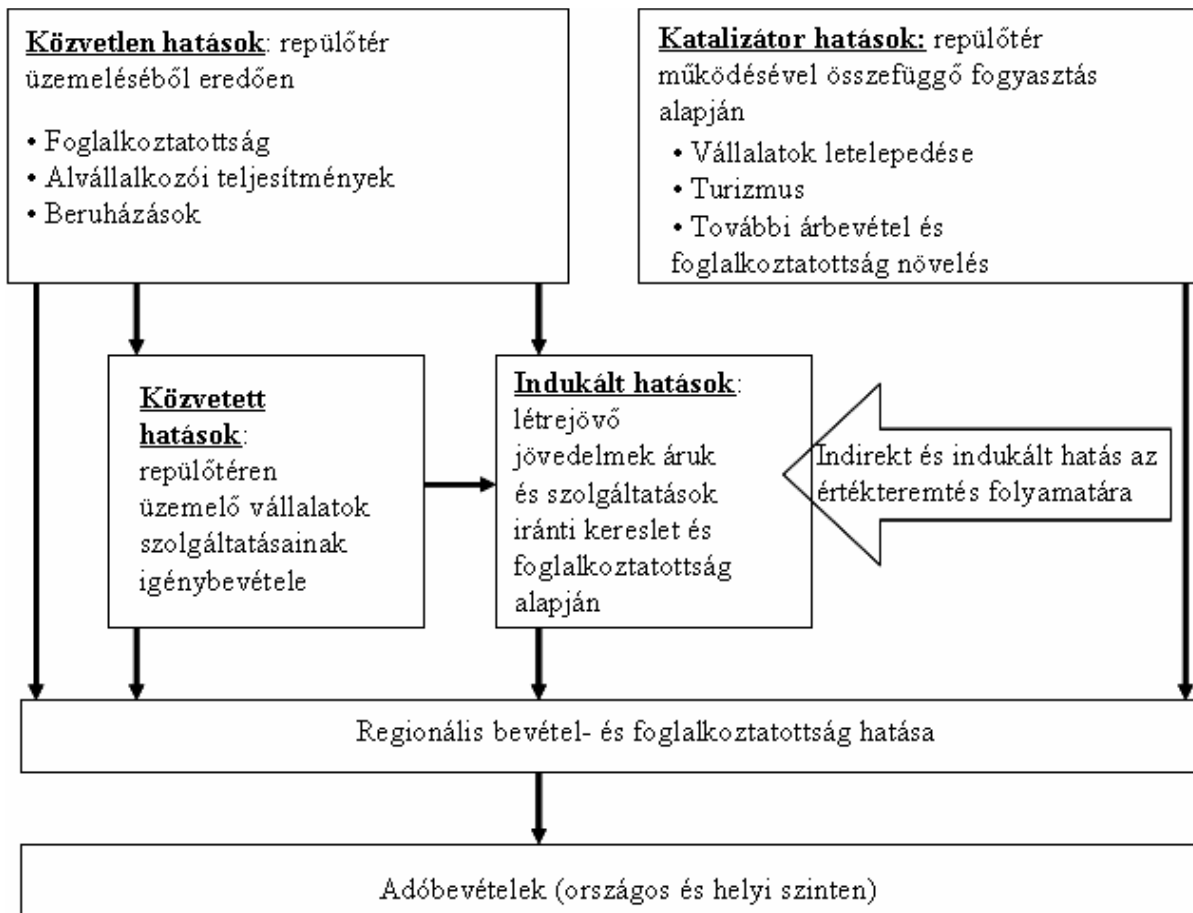 Közvetlen hatások: repülőtér
üzemeléséből eredően
• Foglalkoztatottság
• Alvállalkozói teljesítmények
• Beruházások
Katalizátor hatások: repülőtér
működésével összefüggő fogyasztás
alapján
• Vállalatok letelepedése
• Turizmus
• További árbevétel és
foglalkoztatottság növelés
Közvetett
hatások:
repülőtéren
üzemelő vállalatok
szolgáltatásainak
igénybevétele
Indukált hatások:
létrejövő
jövedelmek áruk
és szolgáltatások
iránti kereslet és
foglalkoztatottság
alapján
Indirekt és indukált hatás az
értékteremtés folyamatára
Regionális bevétel- és foglalkoztatottság hatása
Adóbevételek (országos és helyi szinten)